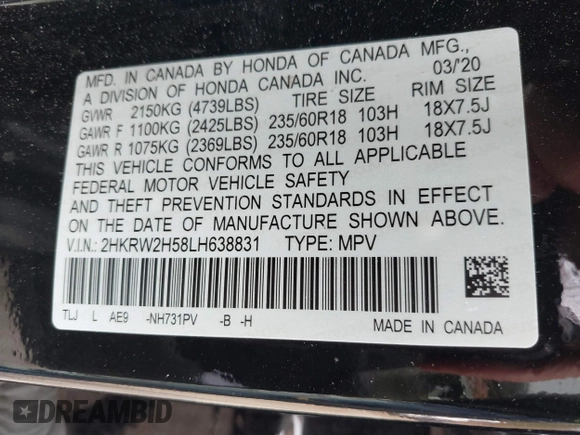 MFD. IN CANADA BY HONDA OF CANADA MFG.,
A DIVISION OF HONDA CANADA INC. 03/'20
GVWR 2150KG (4739LBS) TIRE SIZE RIM SIZE
GAWR F 1100KG (2425LBS) 235/60R18 103H 18X7.5J
GAWR R 1075KG (2369LBS) 235/60R18 103H 18X7.5J
THIS VEHICLE CONFORMS TO ALL APPLICABLE
FEDERAL MOTOR VEHICLE SAFETY
AND THEFT PREVENTION STANDARDS IN EFFECT
ON THE DATE OF MANUFACTURE SHOWN ABOVE.
V.I.N.: 2HKRW2H58LH638831 TYPE: MPV
TLJ L AE9 -NH731PV -B -H
MADE IN CANADA
DREAMBID